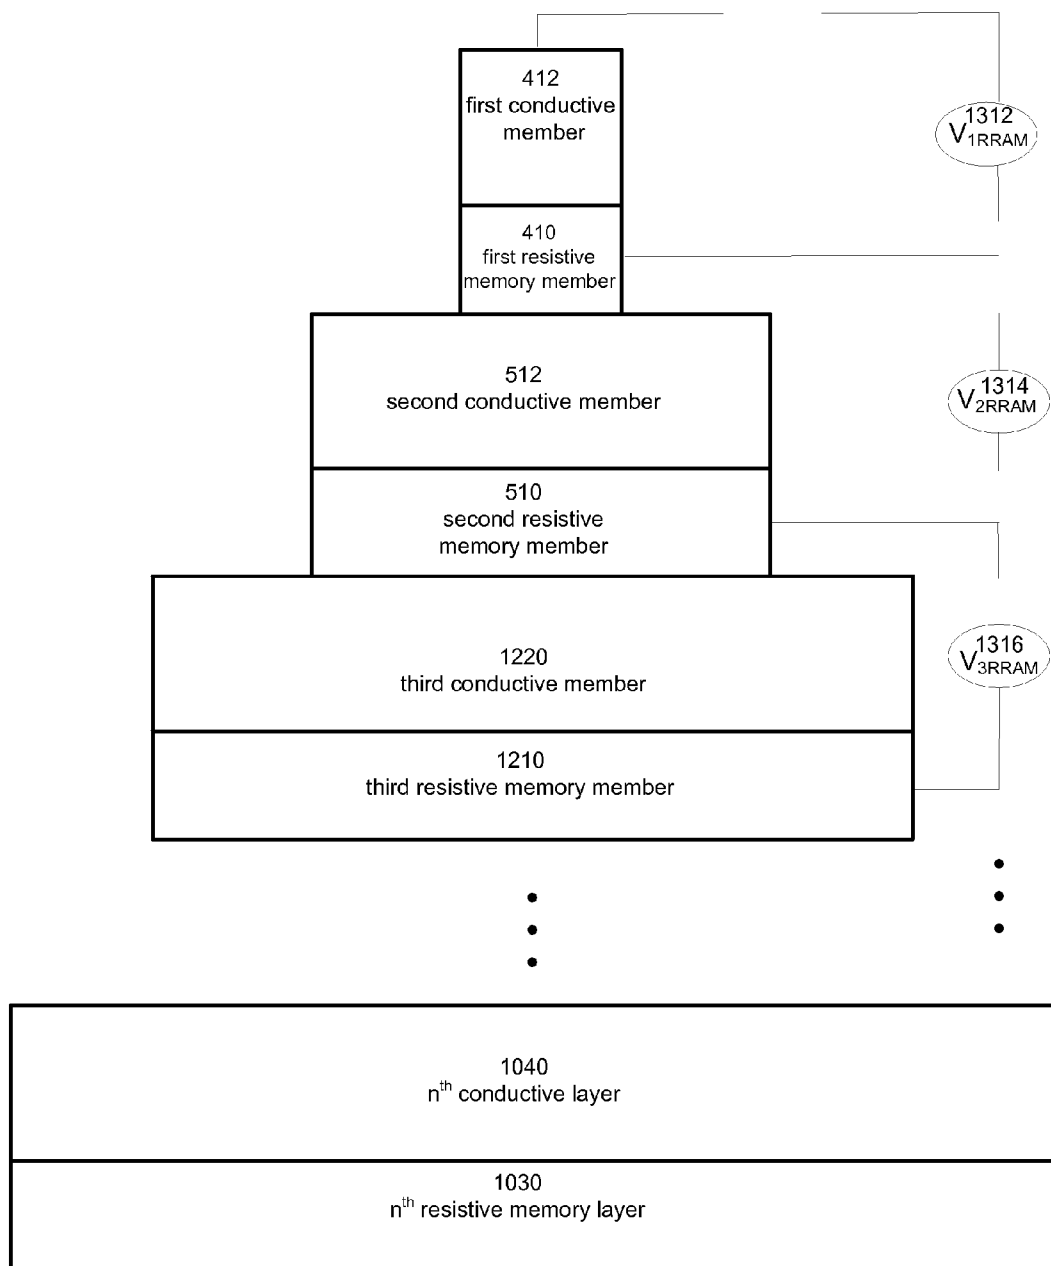 412
first conductive
member
1312
V1RRAM
410
first resistive
memory member
512
second conductive member
1314
V2RRAM
510
second resistive
memory member
1220
third conductive member
1316
V3RRAM
1210
third resistive memory member
1040
nth conductive layer
1030
nth resistive memory layer